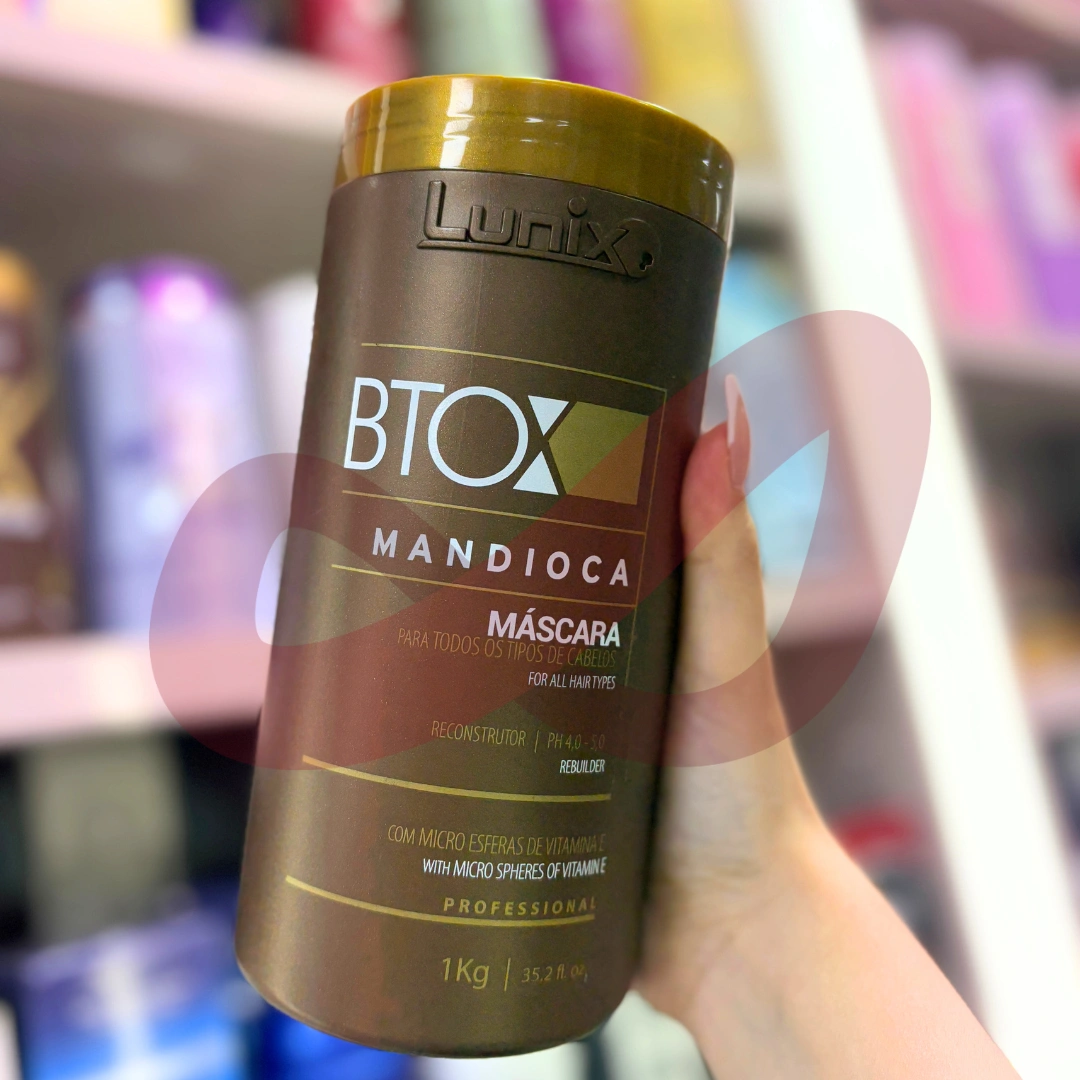 Lunix
BTOX
MANDIOCA
MÁSCARA
PARA TODOS OS TIPOS DE CABELOS
FOR ALL HAIR TYPES
RECONSTRUTOR | PH 4,0 - 5,0
REBUILDER
COM MICRO ESFERAS DE VITAMINA E
WITH MICRO SPHERES OF VITAMIN E
PROFESSIONAL
1Kg | 35,2 fl. oz,